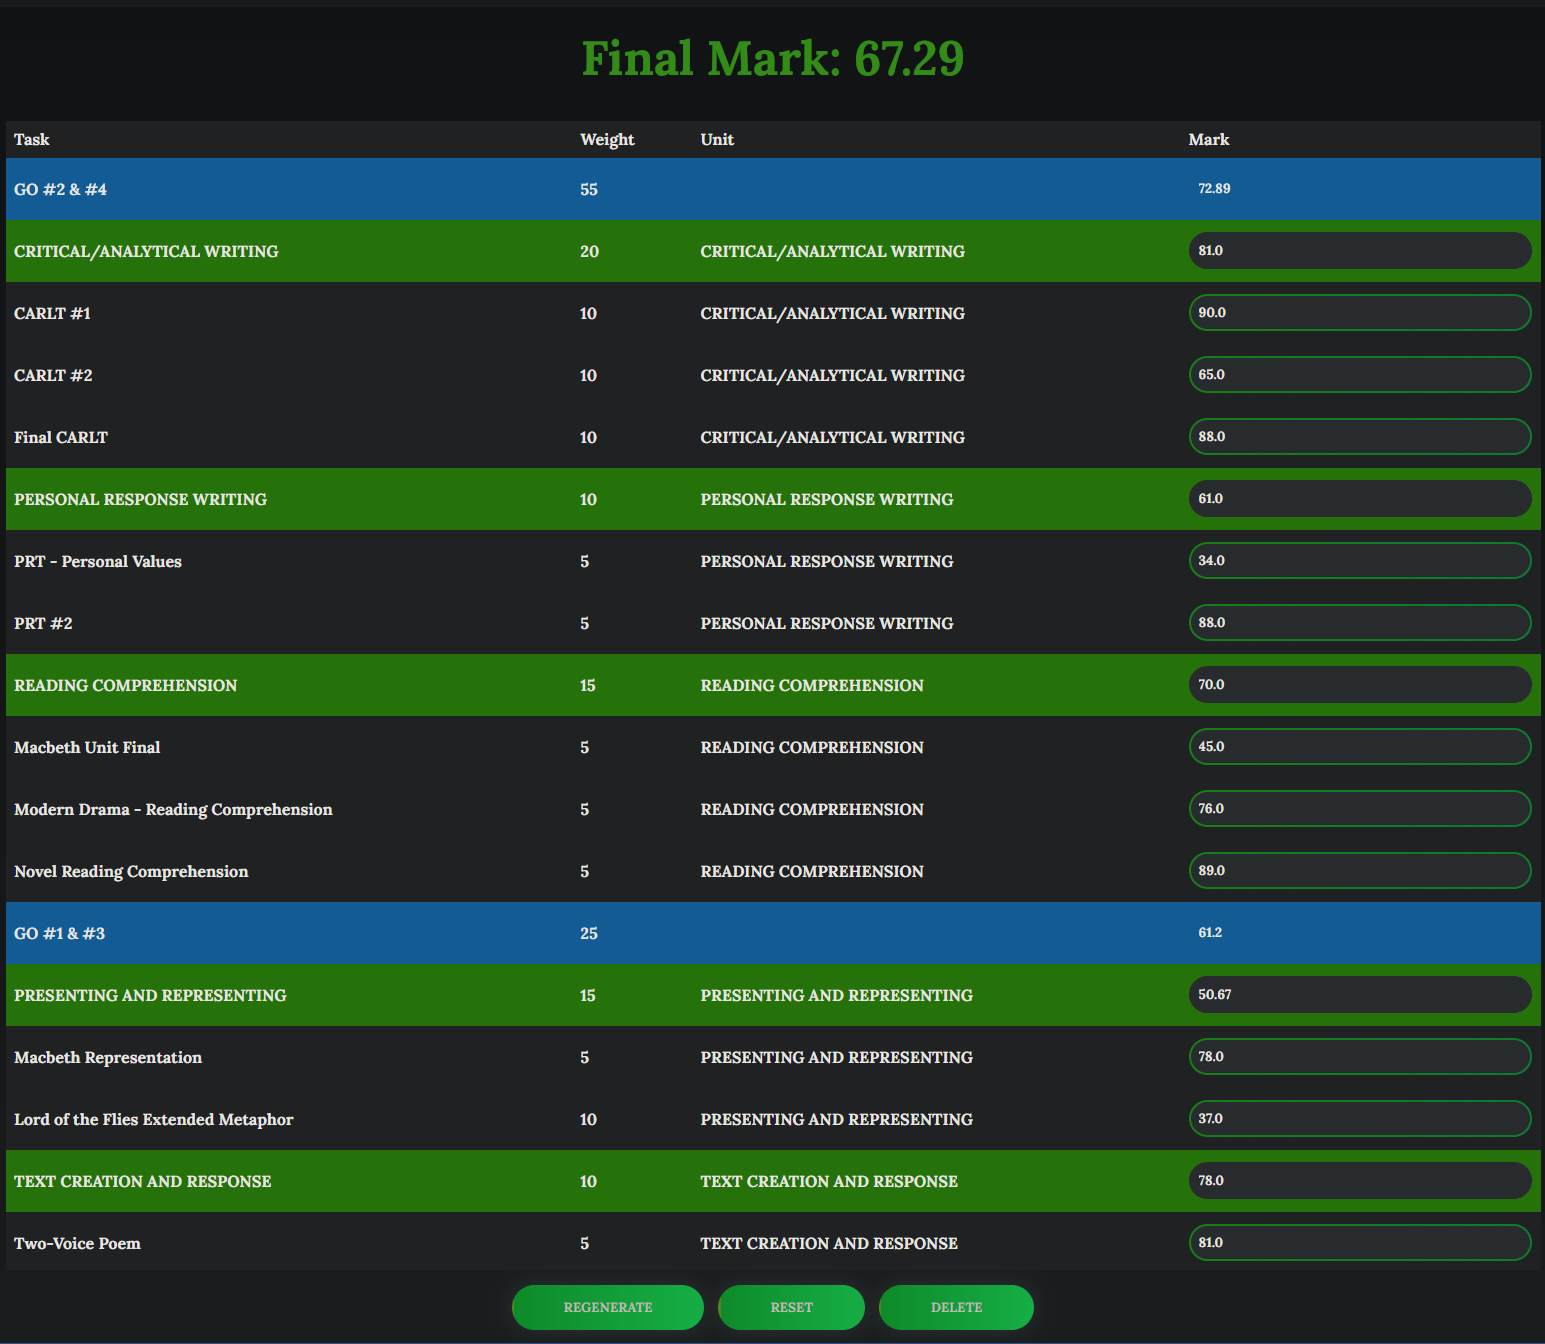 Final Mark: 67.29
Task Weight Unit Mark
GO #2 & #4 55 72.89
CRITICAL/ANALYTICAL WRITING 20 CRITICAL/ANALYTICAL WRITING 81.0
CARLT #1 10 CRITICAL/ANALYTICAL WRITING 90.0
CARLT #2 10 CRITICAL/ANALYTICAL WRITING 65.0
Final CARLT 10 CRITICAL/ANALYTICAL WRITING 88.0
PERSONAL RESPONSE WRITING 10 PERSONAL RESPONSE WRITING 61.0
PRT - Personal Values 5 PERSONAL RESPONSE WRITING 34.0
PRT #2 5 PERSONAL RESPONSE WRITING 88.0
READING COMPREHENSION 15 READING COMPREHENSION 70.0
Macbeth Unit Final 5 READING COMPREHENSION 45.0
Modern Drama - Reading Comprehension 5 READING COMPREHENSION 76.0
Novel Reading Comprehension 5 READING COMPREHENSION 89.0
GO #1 & #3 25 61.2
PRESENTING AND REPRESENTING 15 PRESENTING AND REPRESENTING 50.67
Macbeth Representation 5 PRESENTING AND REPRESENTING 78.0
Lord of the Flies Extended Metaphor 10 PRESENTING AND REPRESENTING 37.0
TEXT CREATION AND RESPONSE 10 TEXT CREATION AND RESPONSE 78.0
Two-Voice Poem 5 TEXT CREATION AND RESPONSE 81.0
REGENERATE RESET DELETE